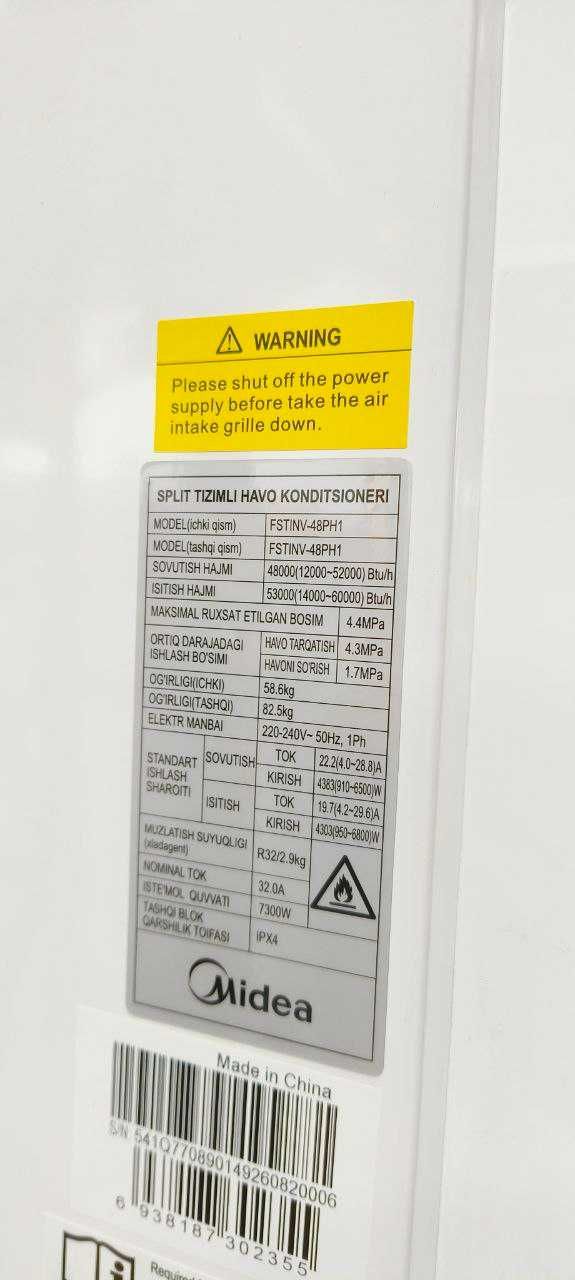 WARNING
Please shut off the power
supply before take the air
intake grille down.
SPLIT TIZIMLI HAVO KONDITSIONERI
MODEL(ichki qism) FSTINV-48PH1
MODEL(tashqi qism) FSTINV-48PH1
SOVUTISH HAJMI 48000(12000~52000) Btu/h
ISITISH HAJMI 53000(14000~60000) Btu/h
MAKSIMAL RUXSAT ETILGAN BOSIM 4.4MPa
ORTIQ DARAJADAGI ISHLASH BO'SIMI HAVO TARQATISH 4.3MPa
HAVONI SO'RISH 1.7MPa
OG'IRLIGI(ICHKI) 58.6kg
OG'IRLIGI(TASHQI) 82.5kg
ELEKTR MANBAI 220-240V~ 50Hz, 1Ph
STANDART ISHLASH SHAROITI SOVUTISH TOK 22.2(4.0~28.8)A
KIRISH 4383(910~6500)W
ISITISH TOK 19.7(4.2~29.6)A
KIRISH 4303(950~6800)W
MUZLATISH SUYUQLIGI (xladagent) R32/2.9kg
NOMINAL TOK 32.0A
ISTE'MOL QUVVATI 7300W
TASHQI BLOK QARSHILIK TOIFASI IPX4
Midea
Made in China
S/N: 541Q770890149260820006
6 938187 302355
Required